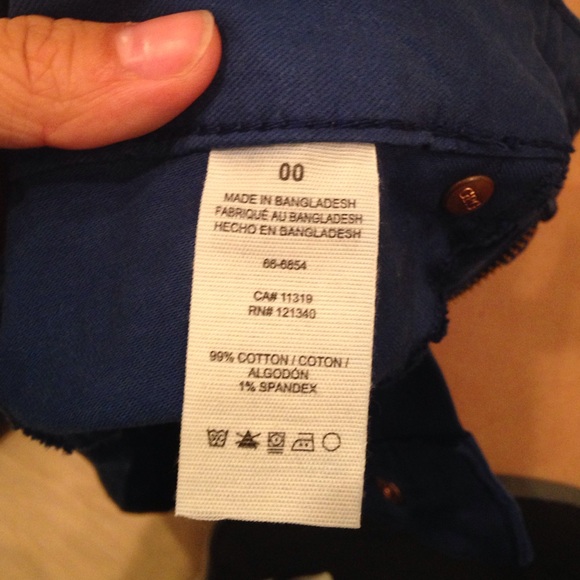 00
MADE IN BANGLADESH
FABRIQUÉ AU BANGLADESH
HECHO EN BANGLADESH
66-6854
CA# 11319
RN# 121340
99% COTTON / COTON /
ALGODÓN
1% SPANDEX